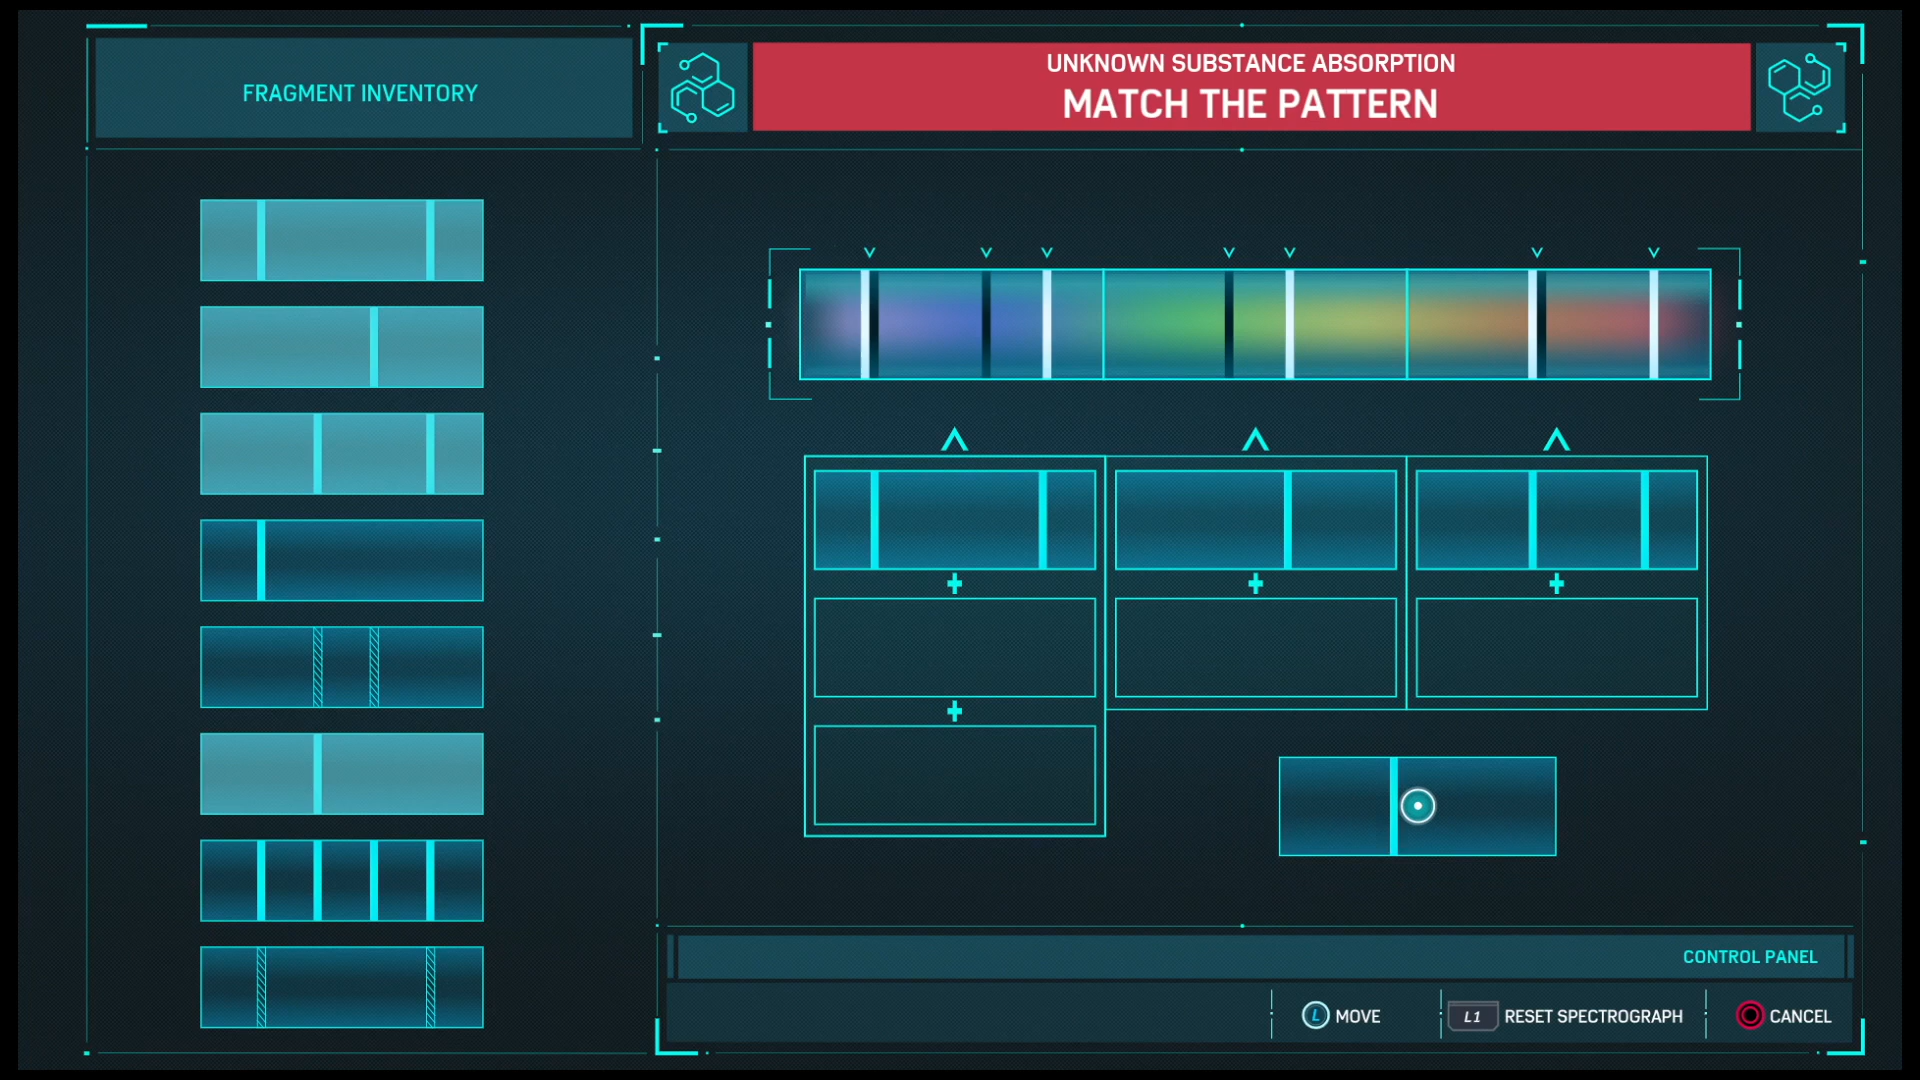 FRAGMENT INVENTORY
UNKNOWN SUBSTANCE ABSORPTION
MATCH THE PATTERN
CONTROL PANEL
L MOVE
L1 RESET SPECTROGRAPH
CANCEL